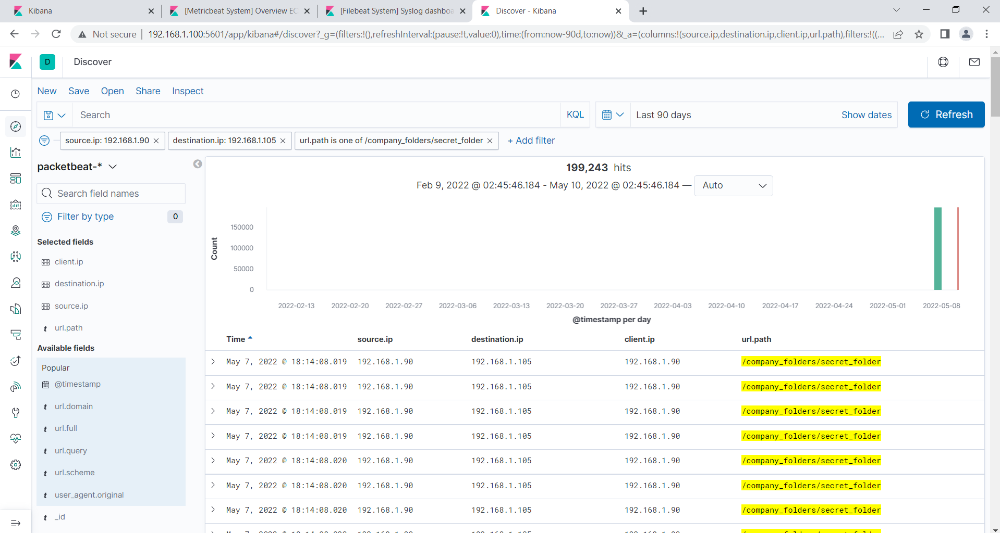 Kibana
[Metricbeat System] Overview EC
[Filebeat System] Syslog dashboa
Discover - Kibana
Not secure
192.168.1.100:5601/app/kibana#/discover?_g=(filters:!(),refreshInterval:(pause:!t,value:0),time:(from:now-90d,to:now))&_a=(columns:!(source.ip,destination.ip,client.ip,url.path),filters:!((...
D
Discover
New Save Open Share Inspect
Search
KQL
Last 90 days
Show dates
Refresh
source.ip: 192.168.1.90
destination.ip: 192.168.1.105
url.path is one of /company_folders/secret_folder
+ Add filter
packetbeat-*
Search field names
Filter by type 0
Selected fields
client.ip
destination.ip
source.ip
t url.path
Available fields
Popular
@timestamp
t url.domain
t url.full
t url.query
t url.scheme
t user_agent.original
t _id
199,243 hits
Feb 9, 2022 @ 02:45:46.184 - May 10, 2022 @ 02:45:46.184 — Auto
Count
150000
100000
50000
0
2022-02-13 2022-02-20 2022-02-27 2022-03-06 2022-03-13 2022-03-20 2022-03-27 2022-04-03 2022-04-10 2022-04-17 2022-04-24 2022-05-01 2022-05-08
@timestamp per day
Time source.ip destination.ip client.ip url.path
May 7, 2022 @ 18:14:08.019 192.168.1.90 192.168.1.105 192.168.1.90 /company_folders/secret_folder
May 7, 2022 @ 18:14:08.019 192.168.1.90 192.168.1.105 192.168.1.90 /company_folders/secret_folder
May 7, 2022 @ 18:14:08.019 192.168.1.90 192.168.1.105 192.168.1.90 /company_folders/secret_folder
May 7, 2022 @ 18:14:08.019 192.168.1.90 192.168.1.105 192.168.1.90 /company_folders/secret_folder
May 7, 2022 @ 18:14:08.020 192.168.1.90 192.168.1.105 192.168.1.90 /company_folders/secret_folder
May 7, 2022 @ 18:14:08.020 192.168.1.90 192.168.1.105 192.168.1.90 /company_folders/secret_folder
May 7, 2022 @ 18:14:08.020 192.168.1.90 192.168.1.105 192.168.1.90 /company_folders/secret_folder